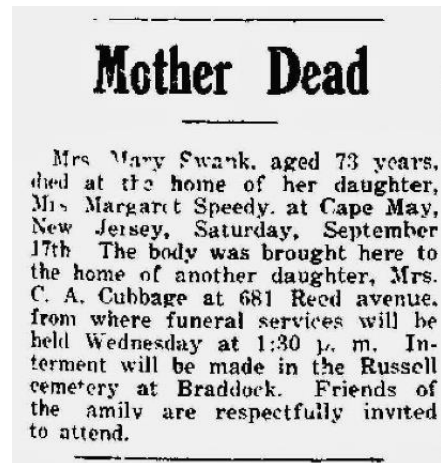 Mother Dead
Mrs Mary Swank, aged 73 years,
died at the home of her daughter,
Mrs Margaret Speedy, at Cape May,
New Jersey, Saturday, September
17th The body was brought here to
the home of another daughter, Mrs.
C. A. Cubbage at 681 Reed avenue,
from where funeral services will be
held Wednesday at 1:30 p. m. In-
terment will be made in the Russell
cemetery at Braddock. Friends of
the amily are respectfully invited
to attend.